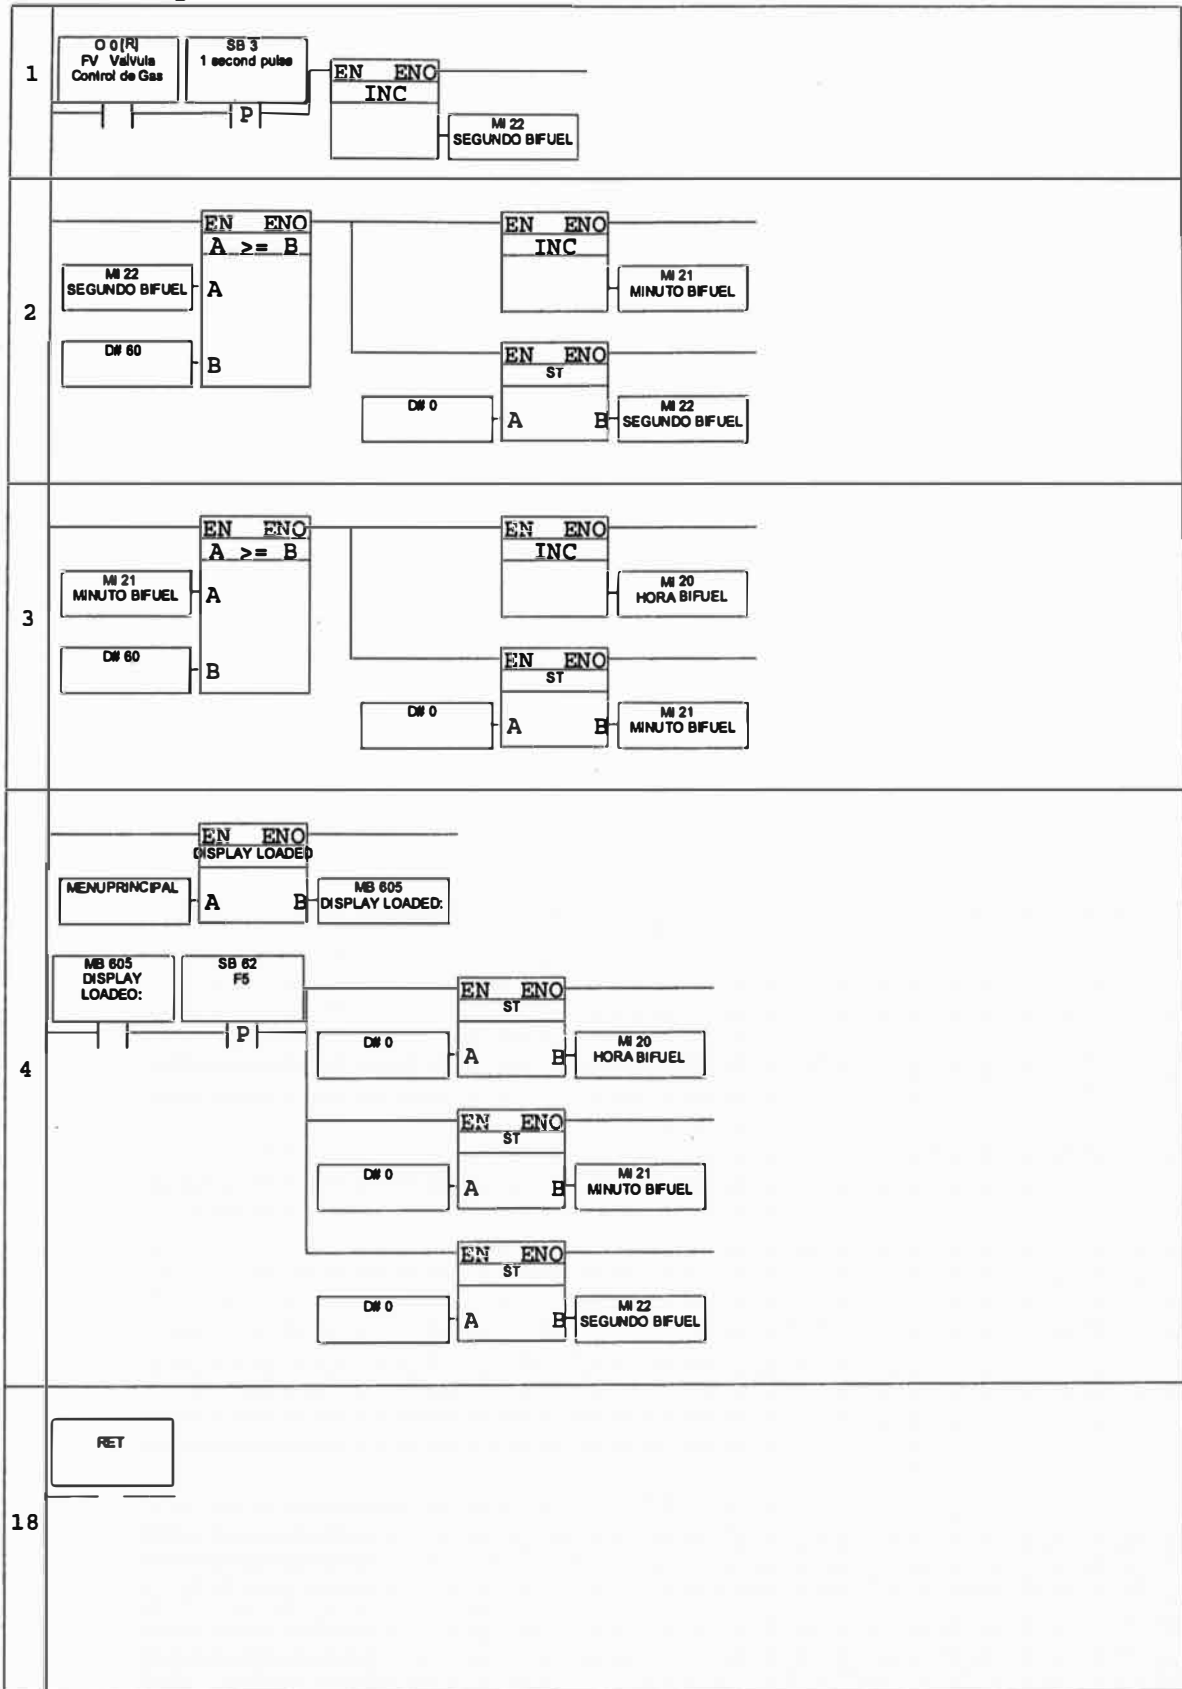 1
O 0 [R]
FV Valvula
Control de Gas
SB 3
1 second pulse
P
EN ENO
INC
MI 22
SEGUNDO BIFUEL
2
EN ENO
A >= B
MI 22
SEGUNDO BIFUEL
A
D# 60
B
EN ENO
INC
MI 21
MINUTO BIFUEL
EN ENO
ST
D# 0
A B
MI 22
SEGUNDO BIFUEL
3
EN ENO
A >= B
MI 21
MINUTO BIFUEL
A
D# 60
B
EN ENO
INC
MI 20
HORA BIFUEL
EN ENO
ST
D# 0
A B
MI 21
MINUTO BIFUEL
4
EN ENO
DISPLAY LOADED
MENUPRINCIPAL
A B
MB 605
DISPLAY LOADED:
MB 605
DISPLAY
LOADED:
SB 62
F5
P
EN ENO
ST
D# 0
A B
MI 20
HORA BIFUEL
EN ENO
ST
D# 0
A B
MI 21
MINUTO BIFUEL
EN ENO
ST
D# 0
A B
MI 22
SEGUNDO BIFUEL
18
RET